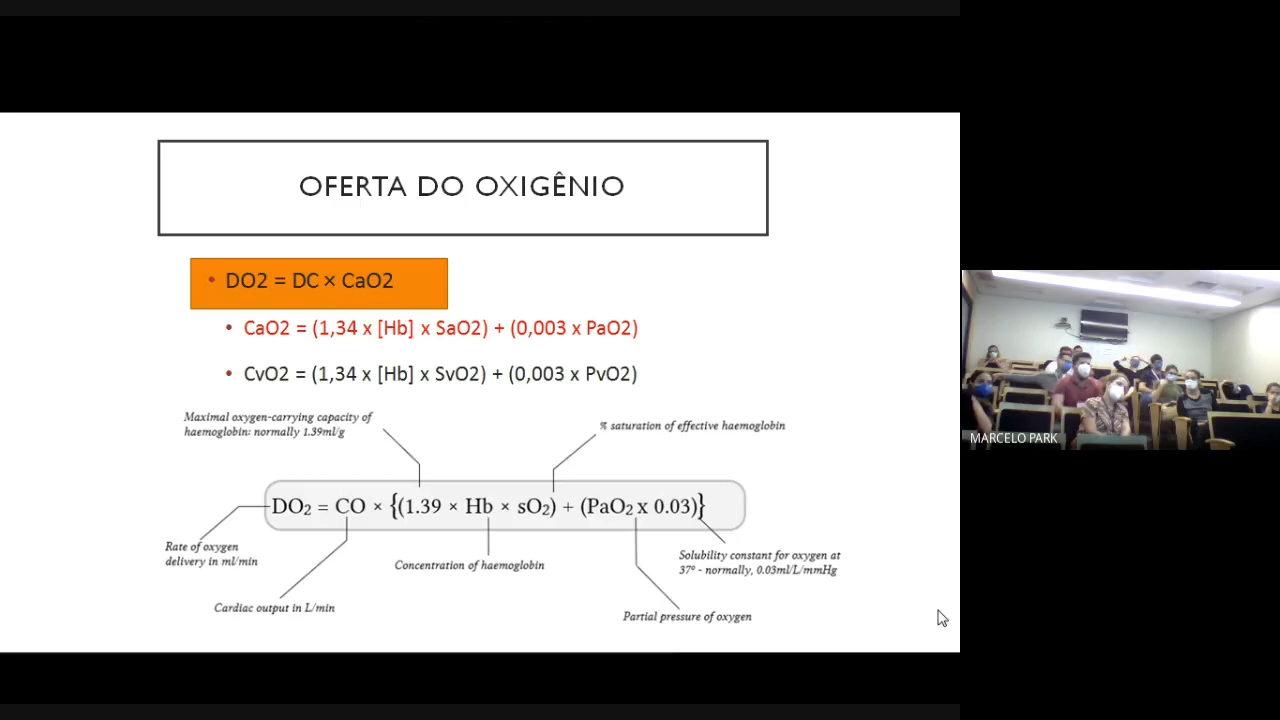 OFERTA DO OXIGÊNIO
• DO2 = DC × CaO2
• CaO2 = (1,34 x [Hb] x SaO2) + (0,003 x PaO2)
• CvO2 = (1,34 x [Hb] x SvO2) + (0,003 x PvO2)
Maximal oxygen-carrying capacity of
haemoglobin: normally 1.39ml/g
% saturation of effective haemoglobin
DO₂ = CO × {(1.39 × Hb × sO₂) + (PaO₂ x 0.03)}
Rate of oxygen
delivery in ml/min
Concentration of haemoglobin
Solubility constant for oxygen at
37º - normally, 0.03ml/L/mmHg
Cardiac output in L/min
Partial pressure of oxygen
MARCELO PARK